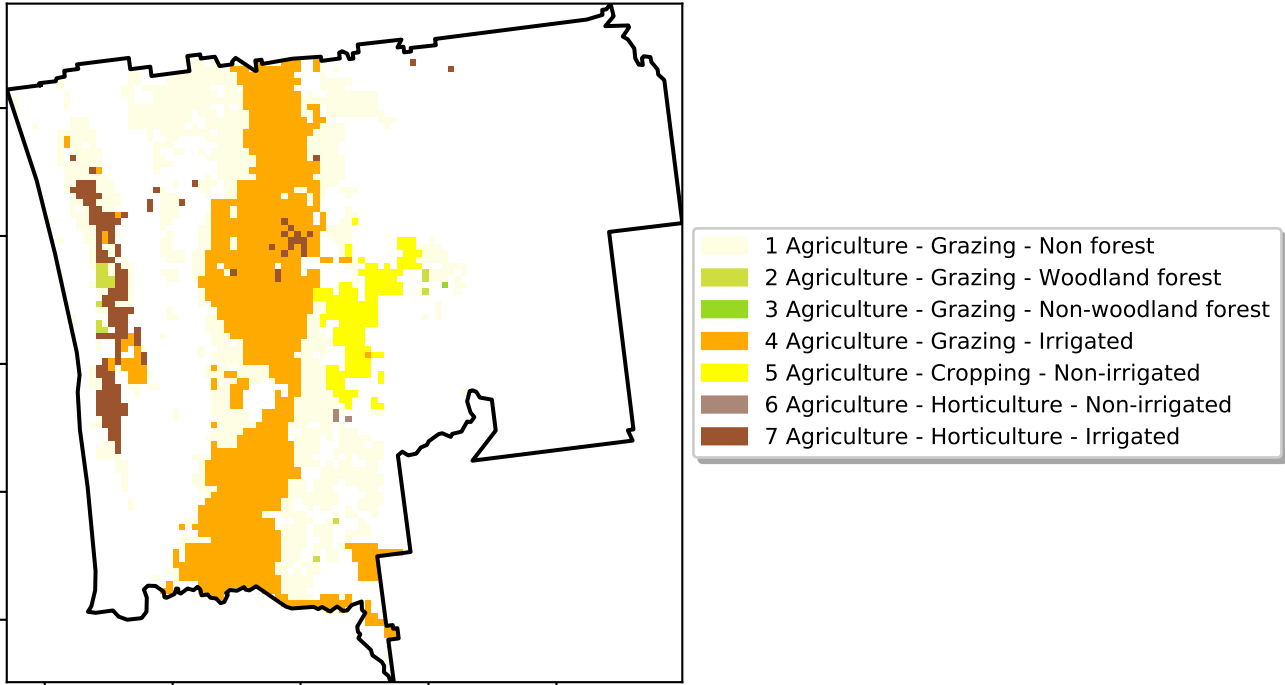 1 Agriculture - Grazing - Non forest
2 Agriculture - Grazing - Woodland forest
3 Agriculture - Grazing - Non-woodland forest
4 Agriculture - Grazing - Irrigated
5 Agriculture - Cropping - Non-irrigated
6 Agriculture - Horticulture - Non-irrigated
7 Agriculture - Horticulture - Irrigated